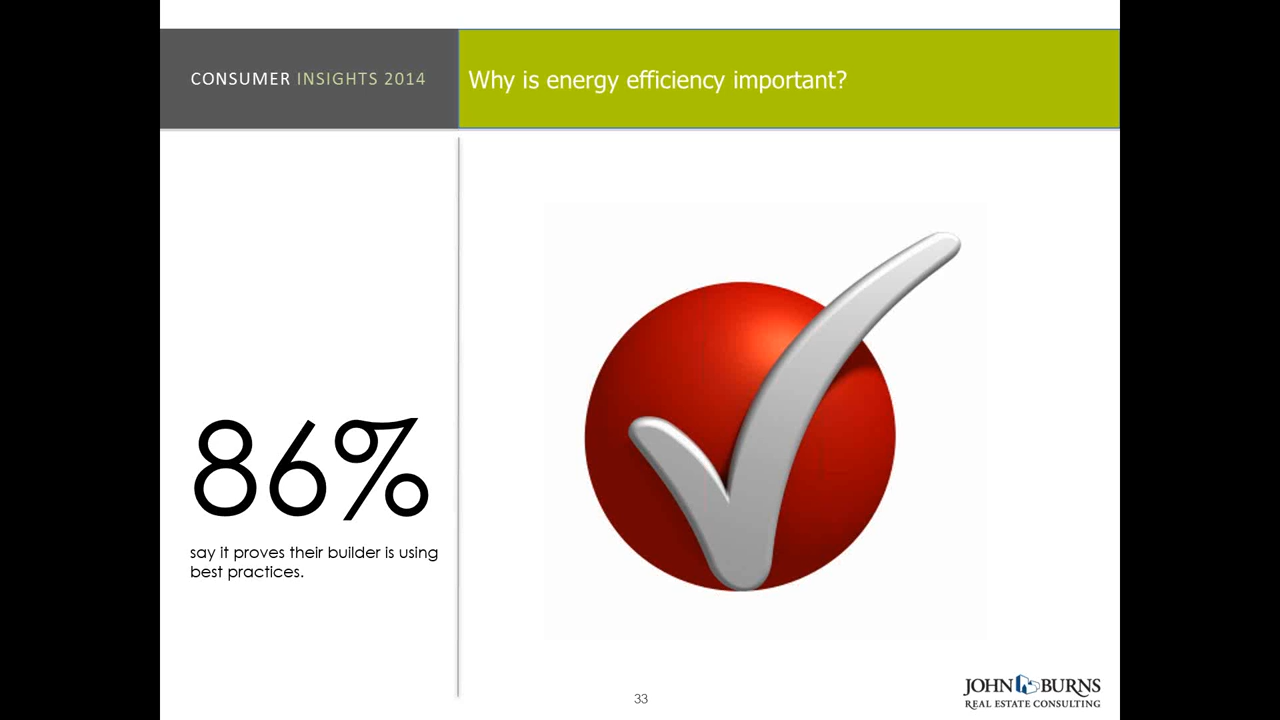 CONSUMER INSIGHTS 2014
Why is energy efficiency important?
86%
say it proves their builder is using
best practices.
33
JOHN BURNS
REAL ESTATE CONSULTING